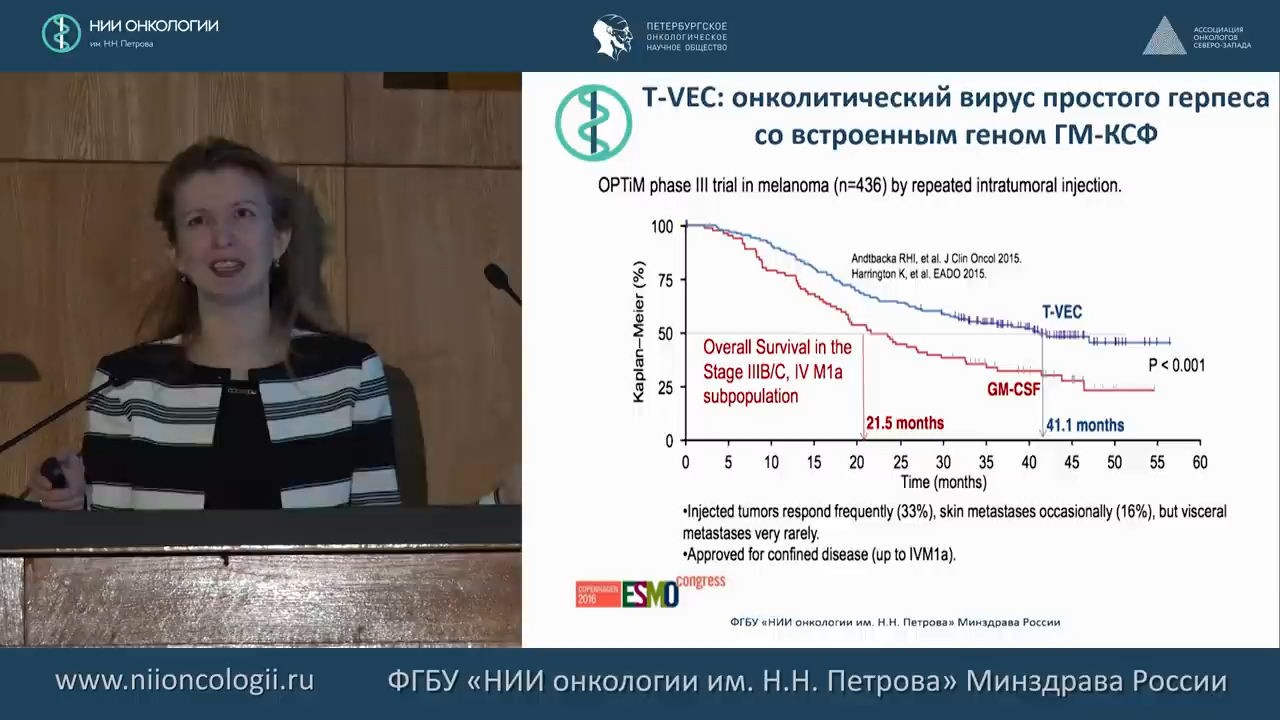 НИИ ОНКОЛОГИИ
им. Н.Н. Петрова
ПЕТЕРБУРГСКОЕ
ОНКОЛОГИЧЕСКОЕ
НАУЧНОЕ ОБЩЕСТВО
АССОЦИАЦИЯ
ОНКОЛОГОВ
СЕВЕРО-ЗАПАДА
T-VEC: онколитический вирус простого герпеса
со встроенным геном ГМ-КСФ
OPTiM phase III trial in melanoma (n=436) by repeated intratumoral injection.
Kaplan–Meier (%)
100
75
50
25
0
Andtbacka RHI, et al. J Clin Oncol 2015.
Harrington K, et al. EADO 2015.
T-VEC
P < 0.001
Overall Survival in the
Stage IIIB/C, IV M1a
subpopulation
GM-CSF
21.5 months
41.1 months
0 5 10 15 20 25 30 35 40 45 50 55 60
Time (months)
•Injected tumors respond frequently (33%), skin metastases occasionally (16%), but visceral
metastases very rarely.
•Approved for confined disease (up to IVM1a).
COPENHAGEN
2016
ESMO congress
ФГБУ «НИИ онкологии им. Н.Н. Петрова» Минздрава России
www.niioncologii.ru
ФГБУ «НИИ онкологии им. Н.Н. Петрова» Минздрава России